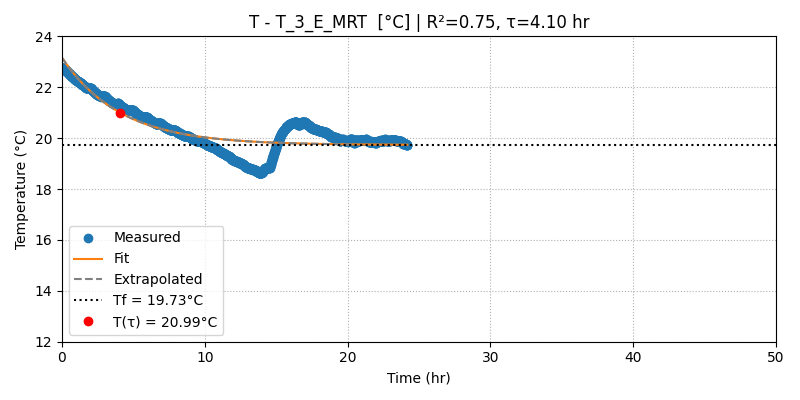 T - T_3_E_MRT [°C] | R²=0.75, τ=4.10 hr
24
22
20
18
16
14
12
Temperature (°C)
Measured
Fit
Extrapolated
Tf = 19.73°C
T(τ) = 20.99°C
0
10
20
30
40
50
Time (hr)